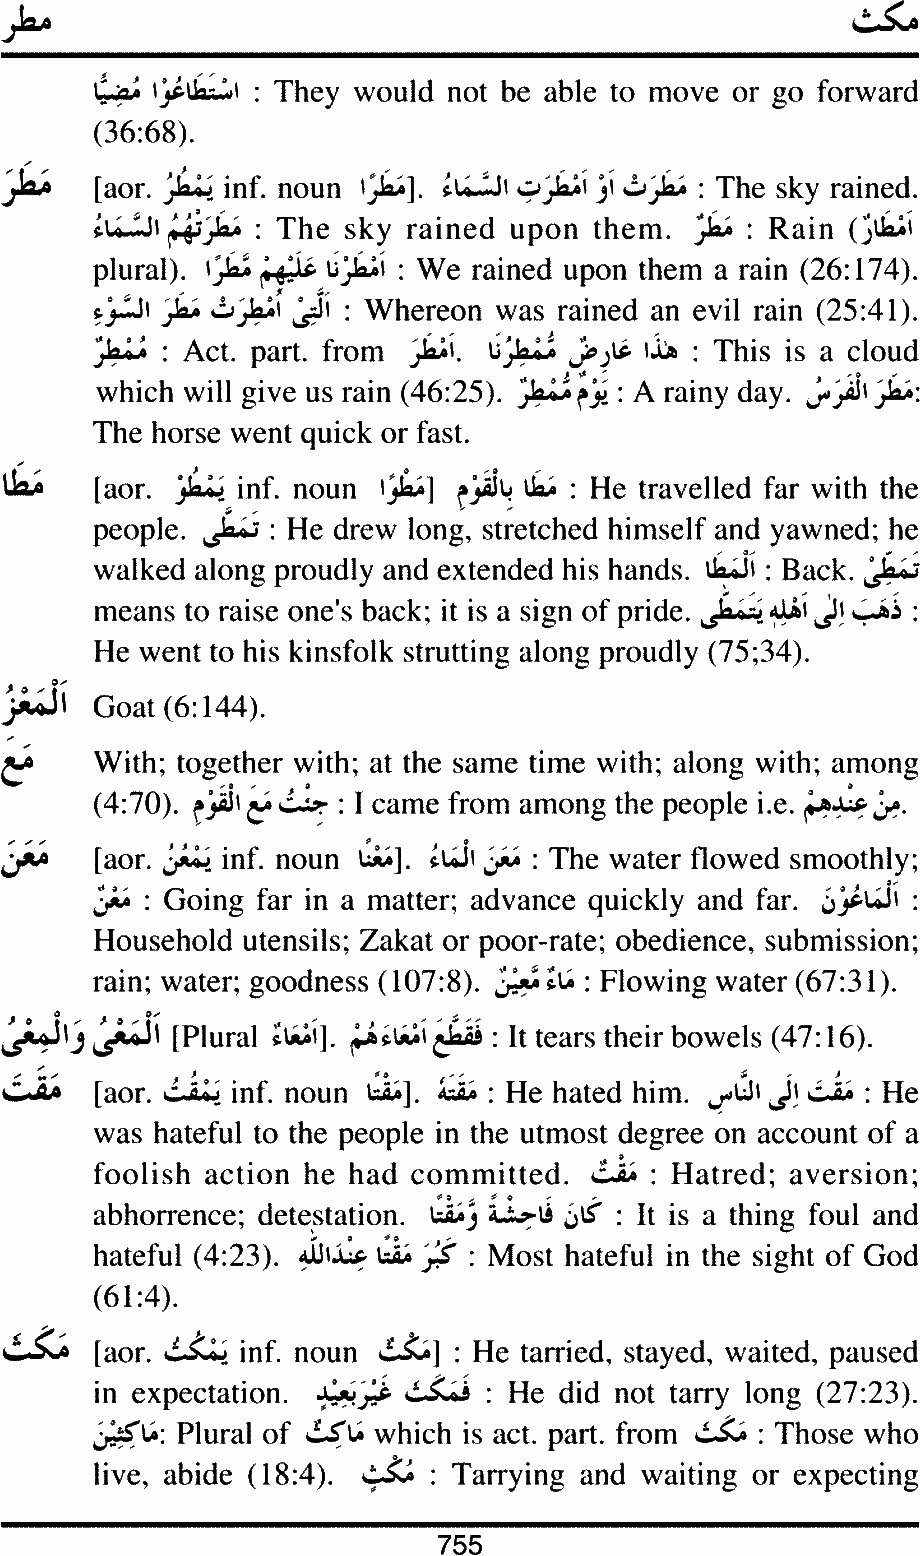 مطر مكث
اسْتَطَاعُوْا مُضِيًّا : They would not be able to move or go forward
(36:68).
مَطَرَ [aor. يَمْطُرُ inf. noun مَطَرًا]. مَطَرَتْ اَوْ اَمْطَرَتِ السَّمَاءُ : The sky rained.
مَطَرَتْهُمُ السَّمَاءُ : The sky rained upon them. مَطَرٌ : Rain (اَمْطَارٌ
plural). اَمْطَرْنَا عَلَيْهِمْ مَطَرًا : We rained upon them a rain (26:174).
اَلَّتِىْ اُمْطِرَتْ مَطَرَ السَّوْءِ : Whereon was rained an evil rain (25:41).
مُمْطِرٌ : Act. part. from اَمْطَرَ. هٰذَا عَارِضٌ مُمْطِرُنَا : This is a cloud
which will give us rain (46:25). يَوْمٌ مُّمْطِرٌ : A rainy day. مَطَرَ الْفَرَسُ:
The horse went quick or fast.
مَطَا [aor. يَمْطُوْ inf. noun مَطْوًا] مَطَا بِالْقَوْمِ : He travelled far with the
people. تَمَطّٰى : He drew long, stretched himself and yawned; he
walked along proudly and extended his hands. اَلْمَطَا : Back. تَمَطِّىْ
means to raise one's back; it is a sign of pride. ذَهَبَ اِلٰى اَهْلِهٖ يَتَمَطّٰى :
He went to his kinsfolk strutting along proudly (75;34).
اَلْمَعْزُ Goat (6:144).
مَعَ With; together with; at the same time with; along with; among
(4:70). جِئْتُ مَعَ الْقَوْمِ : I came from among the people i.e. مِنْ عِنْدِهِمْ.
مَعَنَ [aor. يَمْعَنُ inf. noun مَعْنًا]. مَعَنَ الْمَاءُ : The water flowed smoothly;
مَعْنٌ : Going far in a matter; advance quickly and far. اَلْمَاعُوْنَ :
Household utensils; Zakat or poor-rate; obedience, submission;
rain; water; goodness (107:8). مَاءٌ مَّعِيْنٌ : Flowing water (67:31).
اَلْمَعْىُ وَالْمِعْىُ [Plural اَمْعَاءٌ]. فَقَطَّعَ اَمْعَاءَهُمْ : It tears their bowels (47:16).
مَقَتَ [aor. يَمْقُتُ inf. noun مَقْتًا]. مَقَتَهُ : He hated him. مَقُتَ اِلَى النَّاسِ : He
was hateful to the people in the utmost degree on account of a
foolish action he had committed. مَقْتٌ : Hatred; aversion;
abhorrence; detestation. كَانَ فَاحِشَةً وَّمَقْتًا : It is a thing foul and
hateful (4:23). كَبُرَ مَقْتًا عِنْدَاللّٰهِ : Most hateful in the sight of God
(61:4).
مَكَثَ [aor. يَمْكُثُ inf. noun مَكْثٌ] : He tarried, stayed, waited, paused
in expectation. فَمَكَثَ غَيْرَبَعِيْدٍ : He did not tarry long (27:23).
مَاكِثِيْنَ: Plural of مَاكِثٌ which is act. part. from مَكَثَ : Those who
live, abide (18:4). مُكْثٍ : Tarrying and waiting or expecting
755